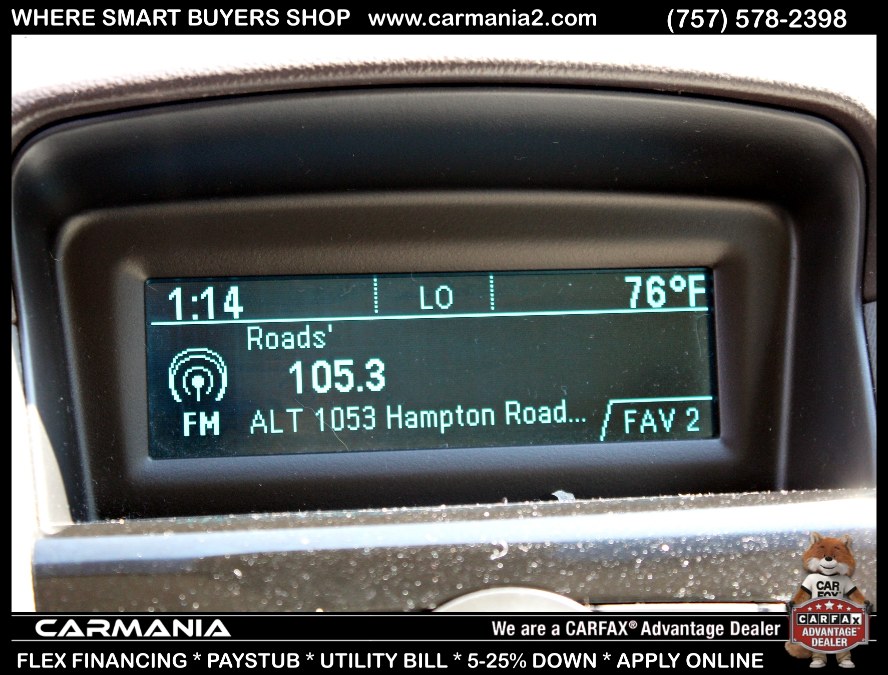 WHERE SMART BUYERS SHOP www.carmania2.com (757) 578-2398
1:14 LO 76°F
Roads'
105.3
FM ALT 1053 Hampton Road... FAV 2
CAR
FOX
CARFAX
ADVANTAGE
DEALER
CARMANIA We are a CARFAX® Advantage Dealer
FLEX FINANCING * PAYSTUB * UTILITY BILL * 5-25% DOWN * APPLY ONLINE